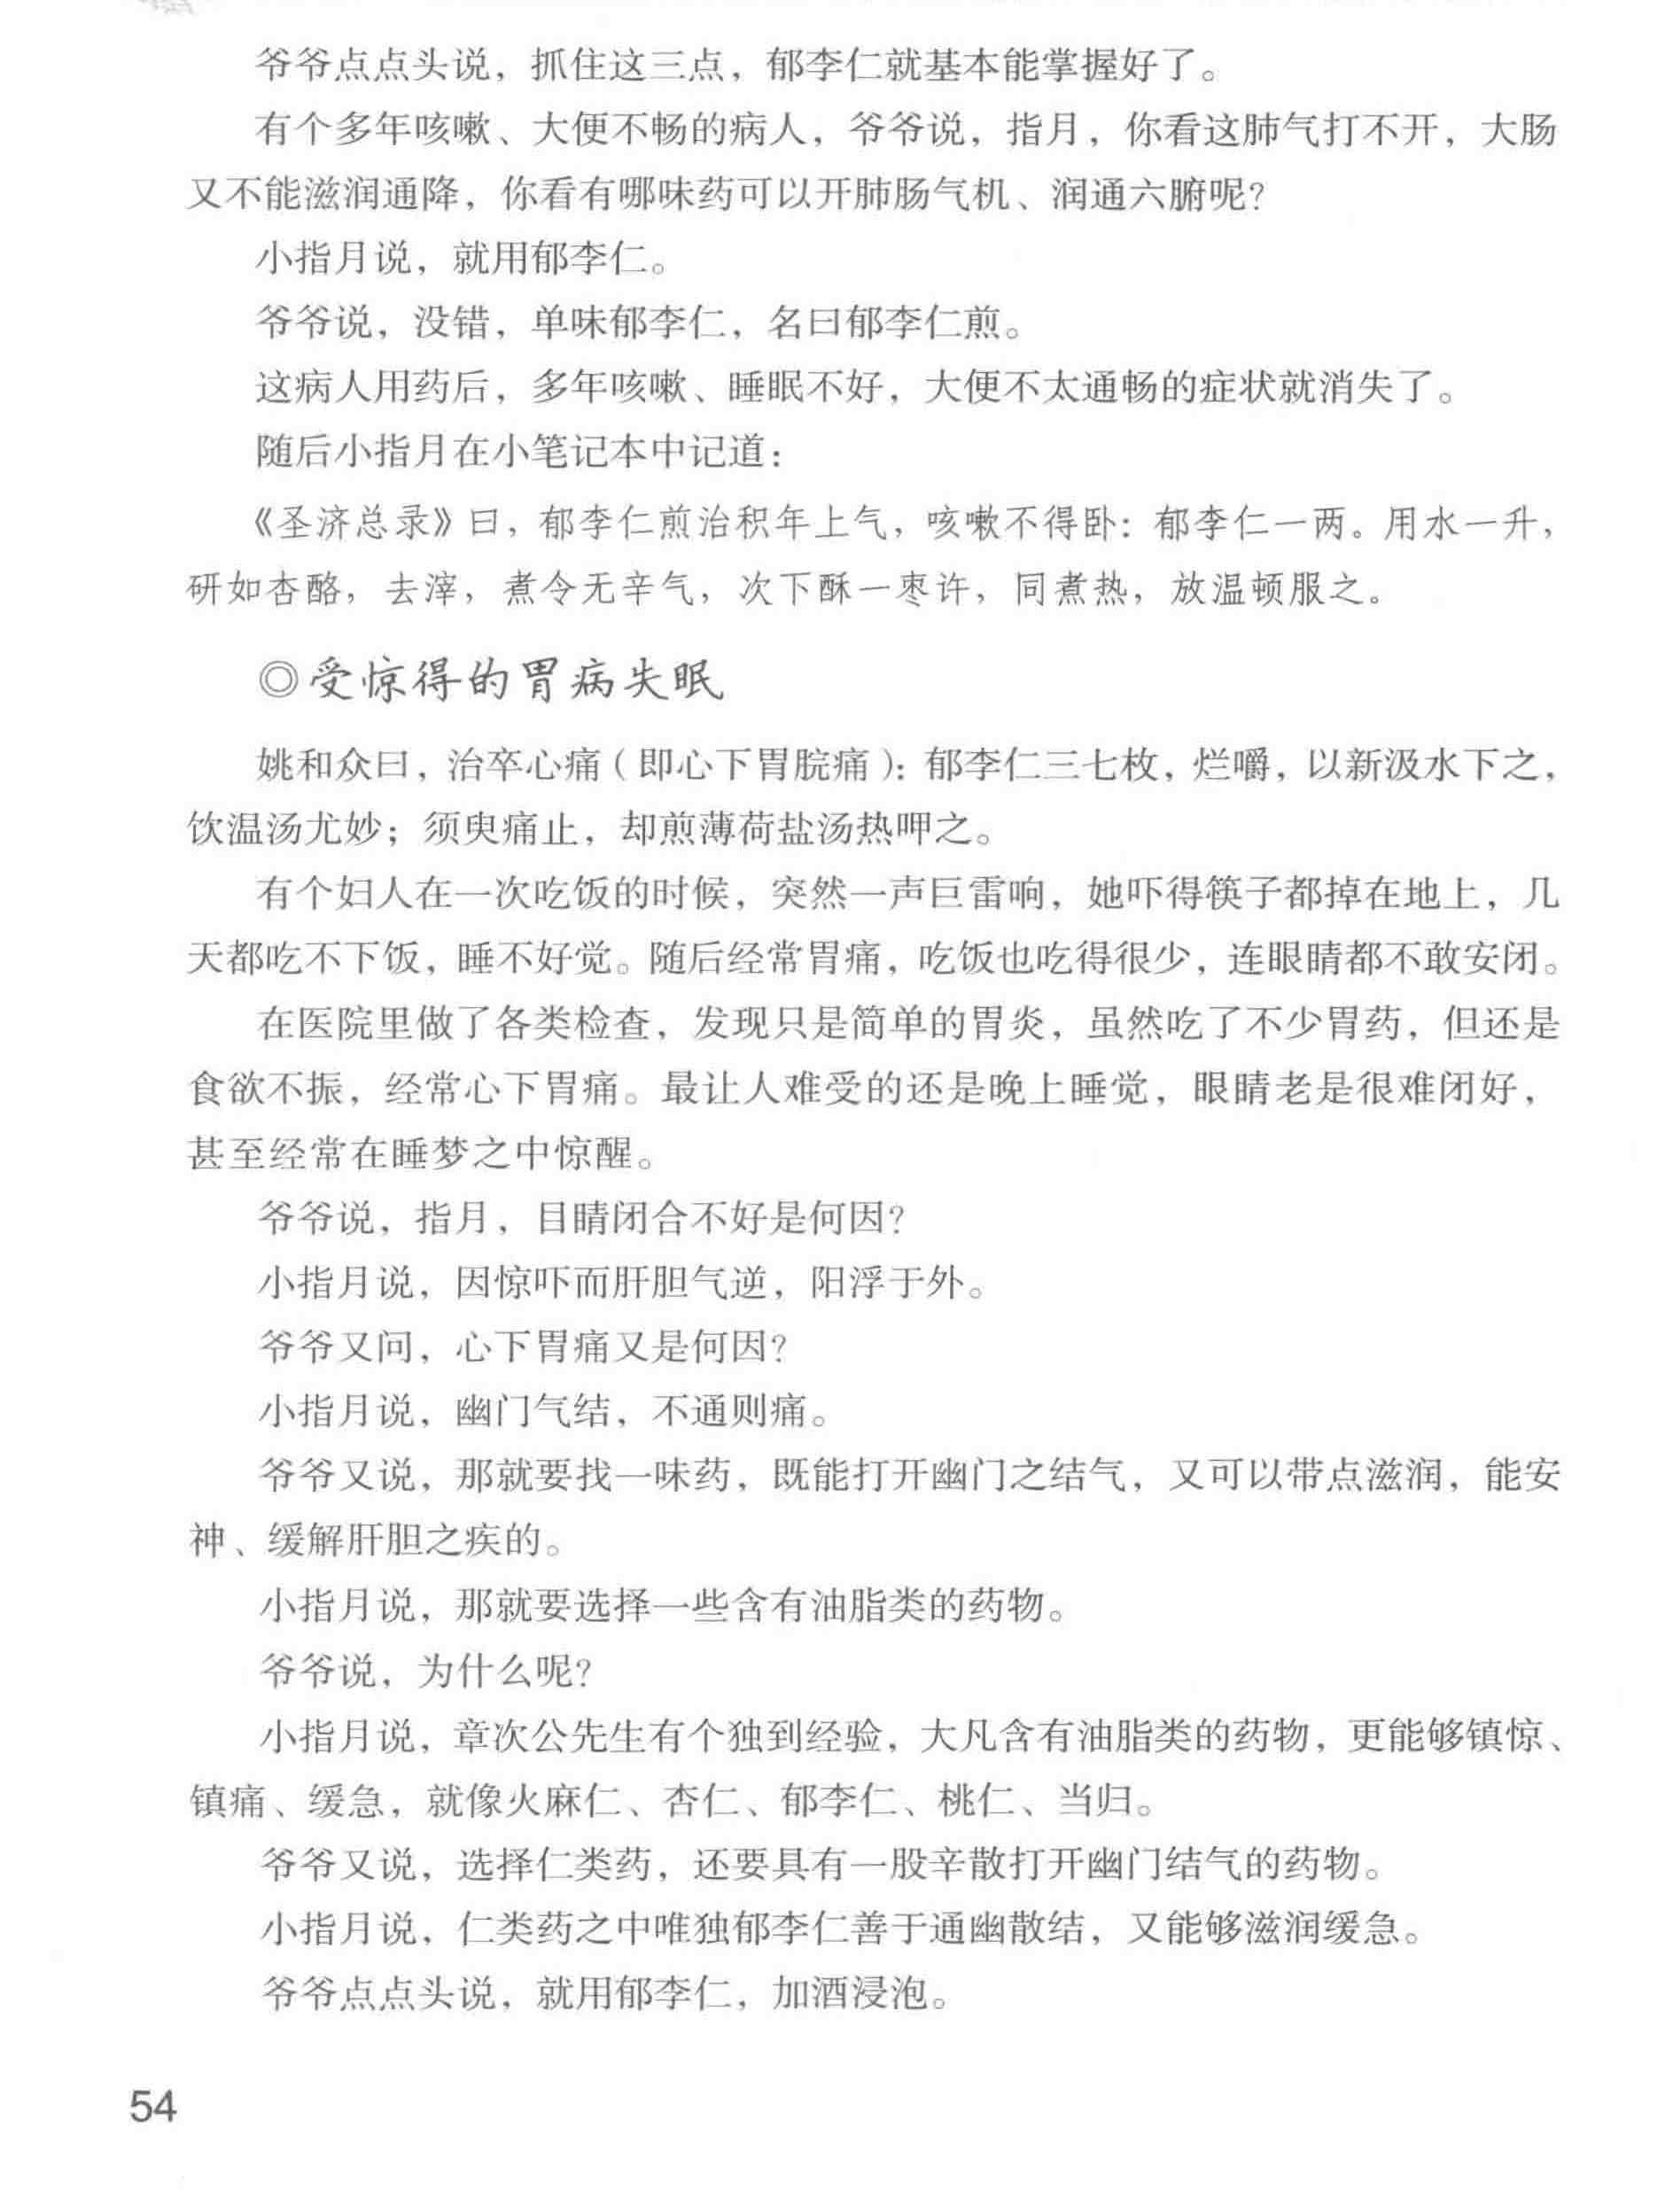 爷爷点点头说，抓住这三点，郁李仁就基本能掌握好了。
有个多年咳嗽、大便不畅的病人，爷爷说，指月，你看这肺气打不开，大肠
又不能滋润通降，你看有哪味药可以开肺肠气机、润通六腑呢？
小指月说，就用郁李仁。
爷爷说，没错，单味郁李仁，名曰郁李仁煎。
这病人用药后，多年咳嗽、睡眠不好，大便不太通畅的症状就消失了。
随后小指月在小笔记本中记道：
《圣济总录》曰，郁李仁煎治积年上气，咳嗽不得卧：郁李仁一两。用水一升，
研如杏酪，去滓，煮令无辛气，次下酥一枣许，同煮热，放温顿服之。
◎受惊得的胃病失眠
姚和众曰，治卒心痛（即心下胃脘痛）：郁李仁三七枚，烂嚼，以新汲水下之，
饮温汤尤妙；须臾痛止，却煎薄荷盐汤热呷之。
有个妇人在一次吃饭的时候，突然一声巨雷响，她吓得筷子都掉在地上，几
天都吃不下饭，睡不好觉。随后经常胃痛，吃饭也吃得很少，连眼睛都不敢安闭。
在医院里做了各类检查，发现只是简单的胃炎，虽然吃了不少胃药，但还是
食欲不振，经常心下胃痛。最让人难受的还是晚上睡觉，眼睛老是很难闭好，
甚至经常在睡梦之中惊醒。
爷爷说，指月，目睛闭合不好是何因？
小指月说，因惊吓而肝胆气逆，阳浮于外。
爷爷又问，心下胃痛又是何因？
小指月说，幽门气结，不通则痛。
爷爷又说，那就要找一味药，既能打开幽门之结气，又可以带点滋润，能安
神、缓解肝胆之疾的。
小指月说，那就要选择一些含有油脂类的药物。
爷爷说，为什么呢？
小指月说，章次公先生有个独到经验，大凡含有油脂类的药物，更能够镇惊、
镇痛、缓急，就像火麻仁、杏仁、郁李仁、桃仁、当归。
爷爷又说，选择仁类药，还要具有一股辛散打开幽门结气的药物。
小指月说，仁类药之中唯独郁李仁善于通幽散结，又能够滋润缓急。
爷爷点点头说，就用郁李仁，加酒浸泡。
54